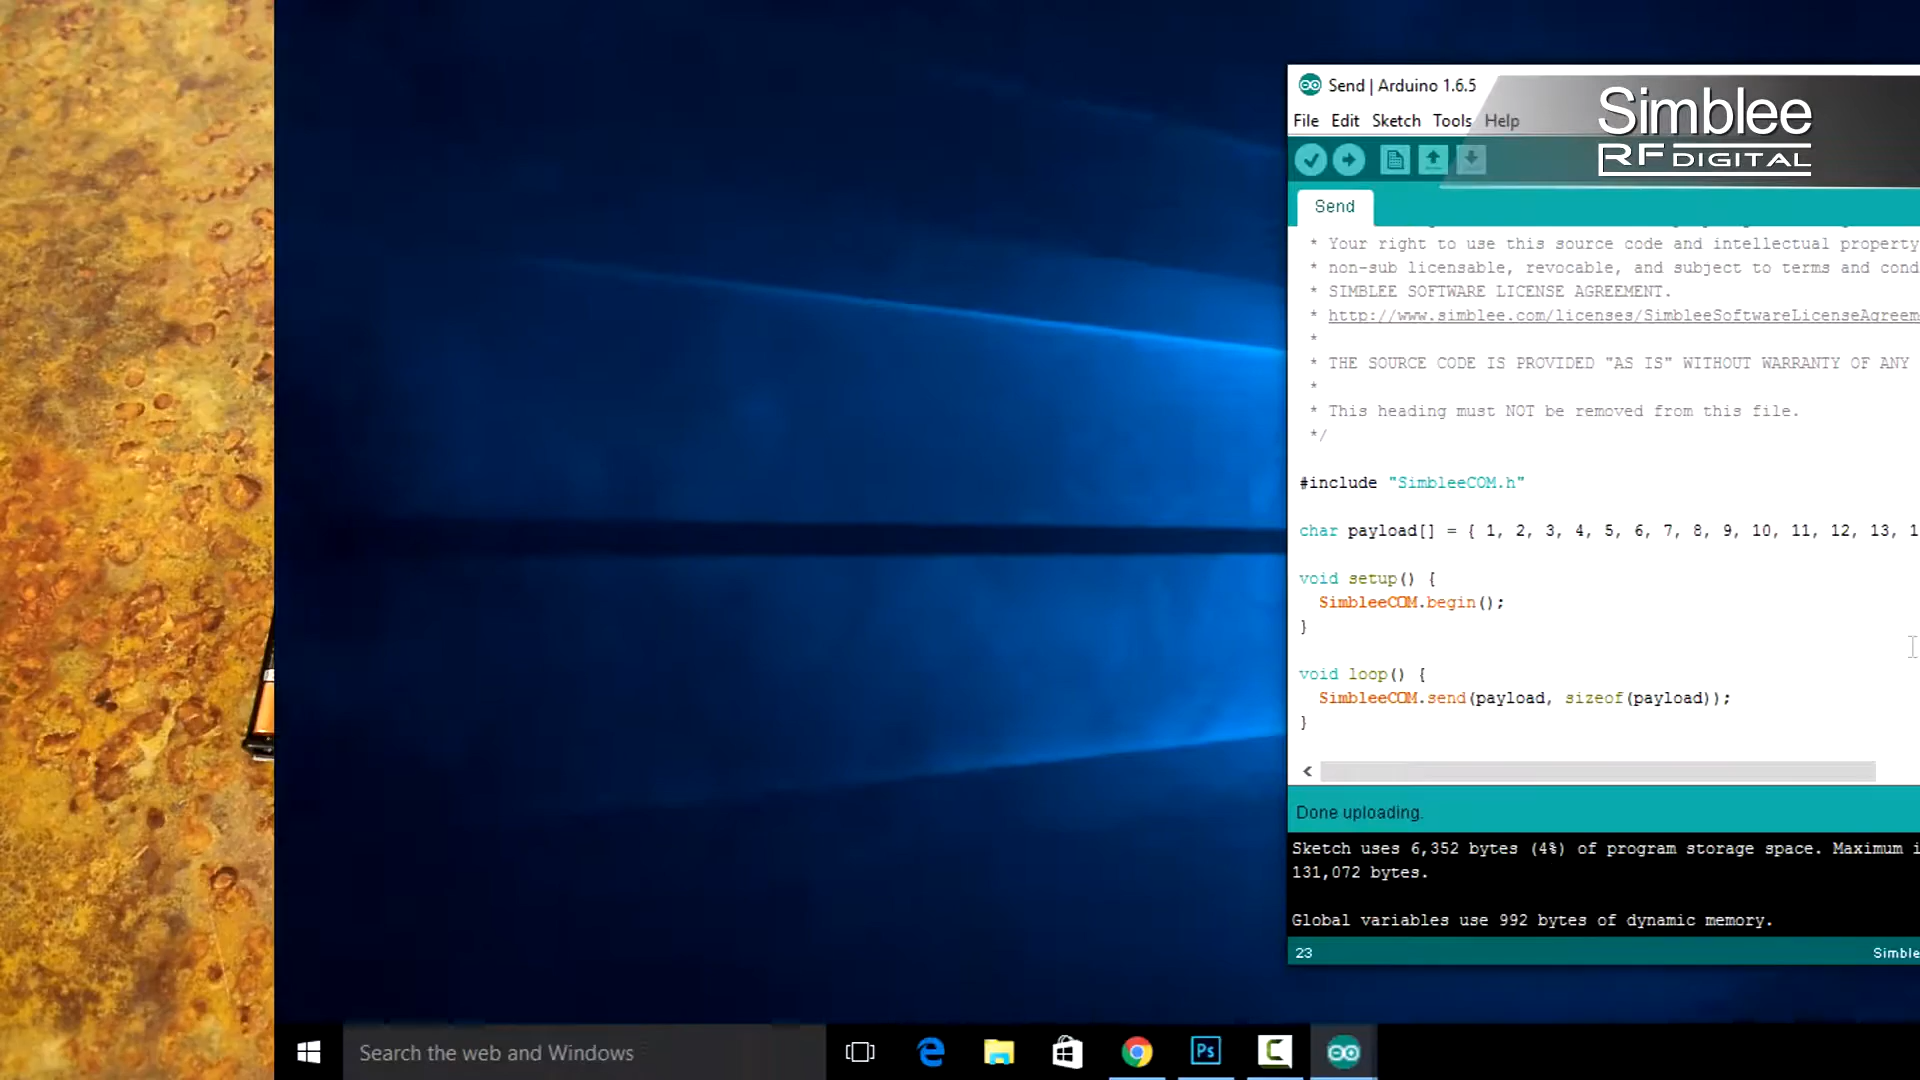 Send | Arduino 1.6.5
Simblee
RF DIGITAL
File Edit Sketch Tools Help
Send
* Your right to use this source code and intellectual property
* non-sub licensable, revocable, and subject to terms and cond
* SIMBLEE SOFTWARE LICENSE AGREEMENT.
* http://www.simblee.com/licenses/SimbleeSoftwareLicenseAgreem
*
* THE SOURCE CODE IS PROVIDED "AS IS" WITHOUT WARRANTY OF ANY
*
* This heading must NOT be removed from this file.
*/
#include "SimbleeCOM.h"
char payload[] = { 1, 2, 3, 4, 5, 6, 7, 8, 9, 10, 11, 12, 13, 1
void setup() {
SimbleeCOM.begin();
}
void loop() {
SimbleeCOM.send(payload, sizeof(payload));
}
Done uploading.
Sketch uses 6,352 bytes (4%) of program storage space. Maximum i
131,072 bytes.
Global variables use 992 bytes of dynamic memory.
23 Simble
Search the web and Windows
Ps